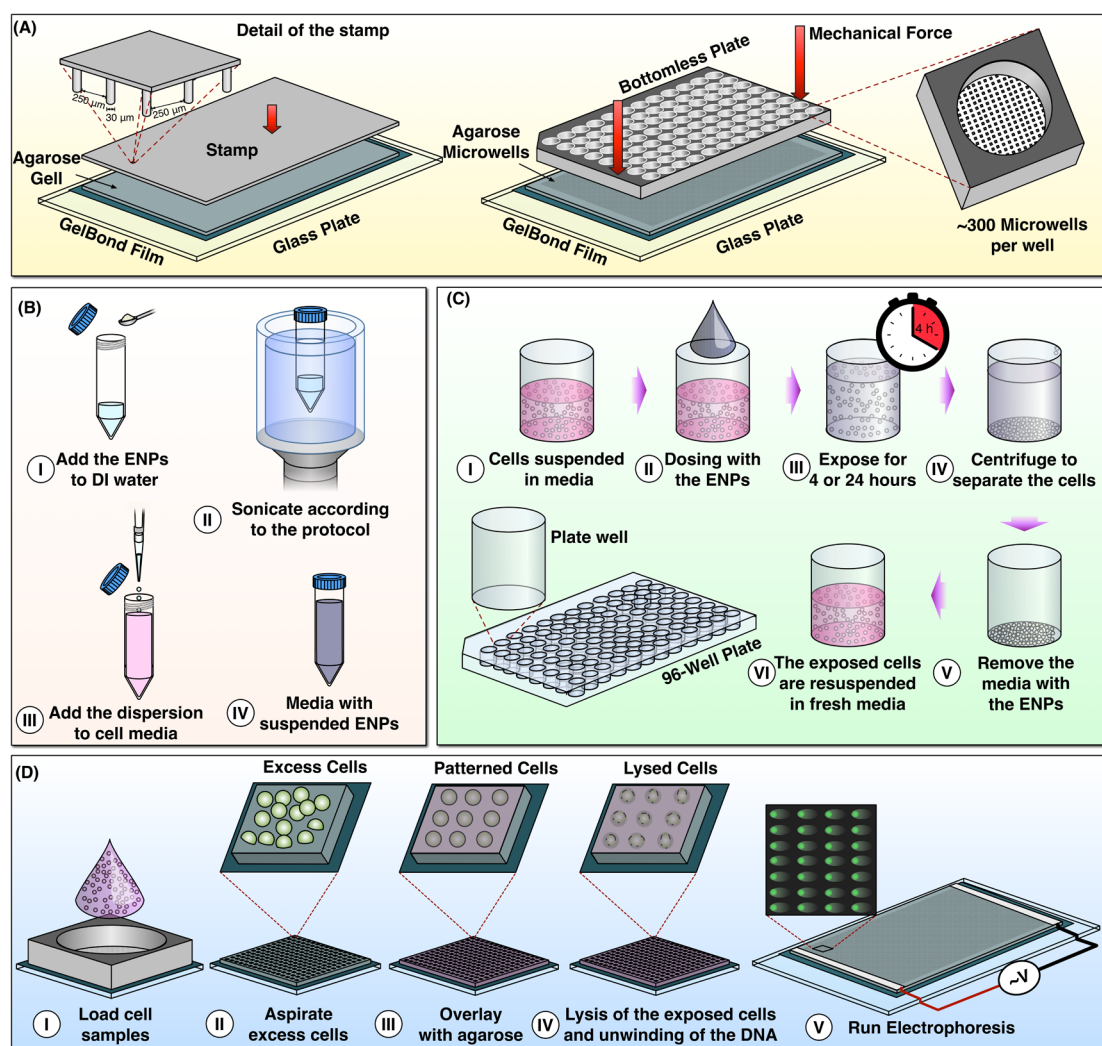 (A)
Detail of the stamp
250 µm
30 µm
250 µm
Stamp
Agarose
Gell
GelBond Film
Glass Plate
Mechanical Force
Bottomless Plate
Agarose
Microwells
GelBond Film
Glass Plate
~300 Microwells
per well
(B)
I
Add the ENPs
to DI water
II
Sonicate according
to the protocol
III
Add the dispersion
to cell media
IV
Media with
suspended ENPs
(C)
4 h
I
Cells suspended
in media
II
Dosing with
the ENPs
III
Expose for
4 or 24 hours
IV
Centrifuge to
separate the cells
Plate well
96-Well Plate
VI
The exposed cells
are resuspended
in fresh media
V
Remove the
media with
the ENPs
(D)
Excess Cells
Patterned Cells
Lysed Cells
~V
I
Load cell
samples
II
Aspirate
excess cells
III
Overlay
with agarose
IV
Lysis of the exposed cells
and unwinding of the DNA
V
Run Electrophoresis